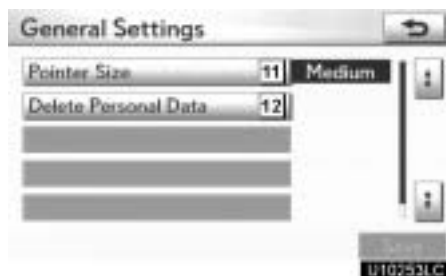 General Settings
Pointer Size 11 Medium
Delete Personal Data 12
Save
U10253LC